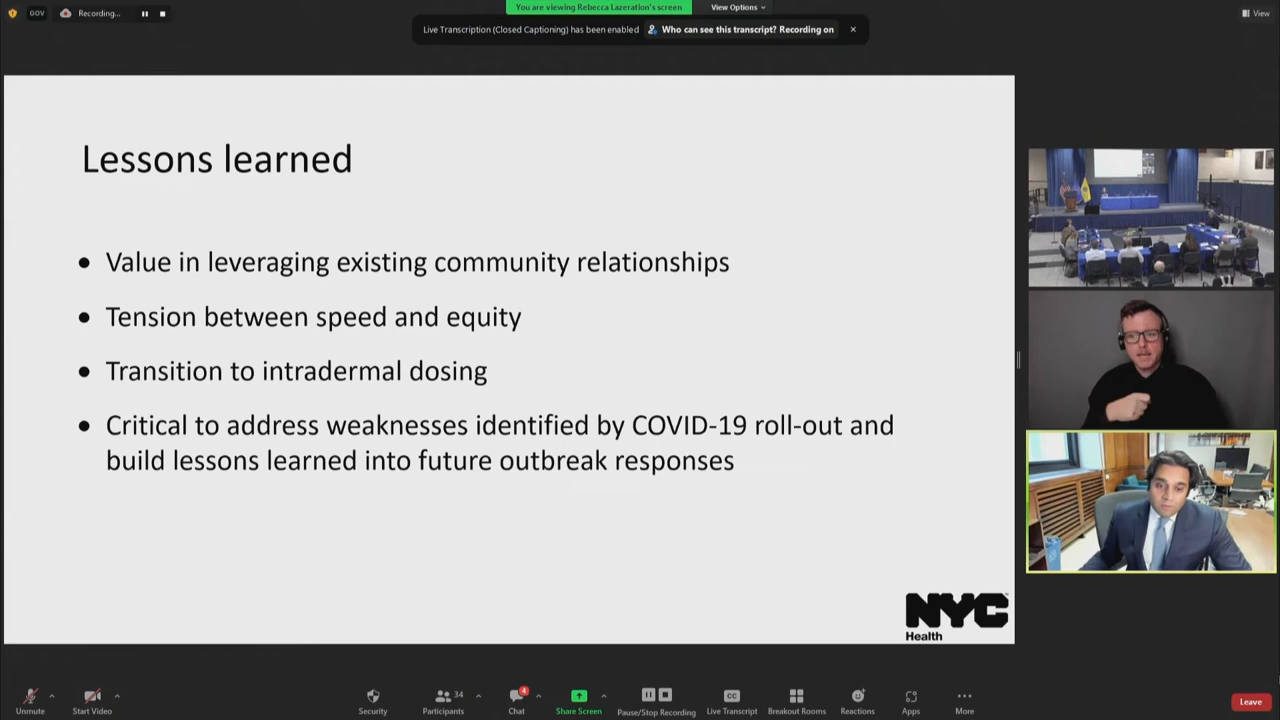 GOV
Recording...
You are viewing Rebecca Lazeration's screen
View Options
View
Live Transcription (Closed Captioning) has been enabled
Who can see this transcript? Recording on
Lessons learned
Value in leveraging existing community relationships
Tension between speed and equity
Transition to intradermal dosing
Critical to address weaknesses identified by COVID-19 roll-out and
build lessons learned into future outbreak responses
NYC
Health
Unmute
Start Video
Security
34
Participants
4
Chat
Share Screen
Pause/Stop Recording
CC
Live Transcript
Breakout Rooms
Reactions
Apps
More
Leave